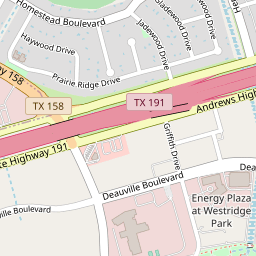 Homestead Boulevard
Haywood Drive
Jadewood Drive
Prairie Ridge Drive
TX 158
TX 191
Andrews High
Griffith Drive
Highway 191
Deauville Boulevard
Deauville Boulevard
Energy Plaza
at Westridge
Park